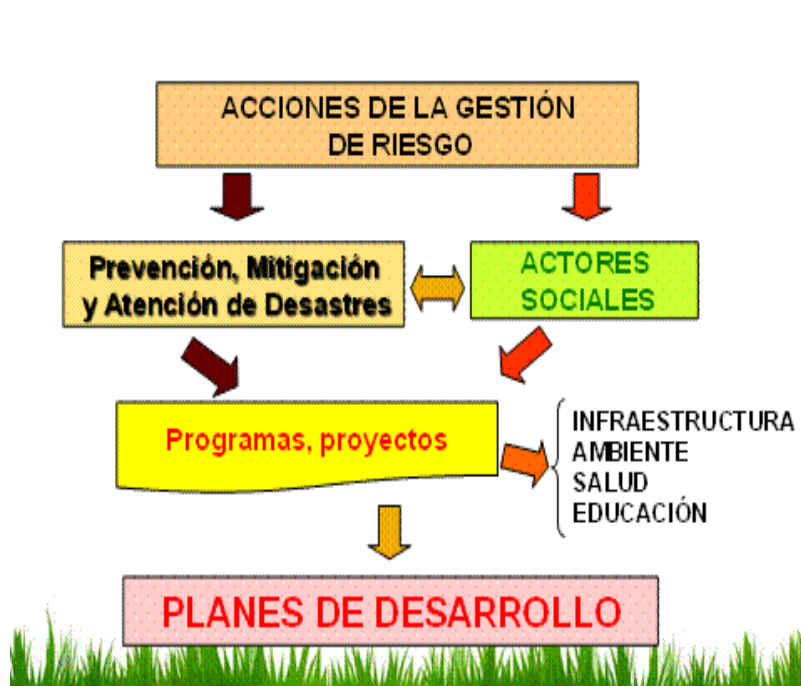 ACCIONES DE LA GESTIÓN
DE RIESGO
Prevención, Mitigación
y Atención de Desastres
ACTORES
SOCIALES
Programas, proyectos
INFRAESTRUCTURA
AMBIENTE
SALUD
EDUCACIÓN
PLANES DE DESARROLLO